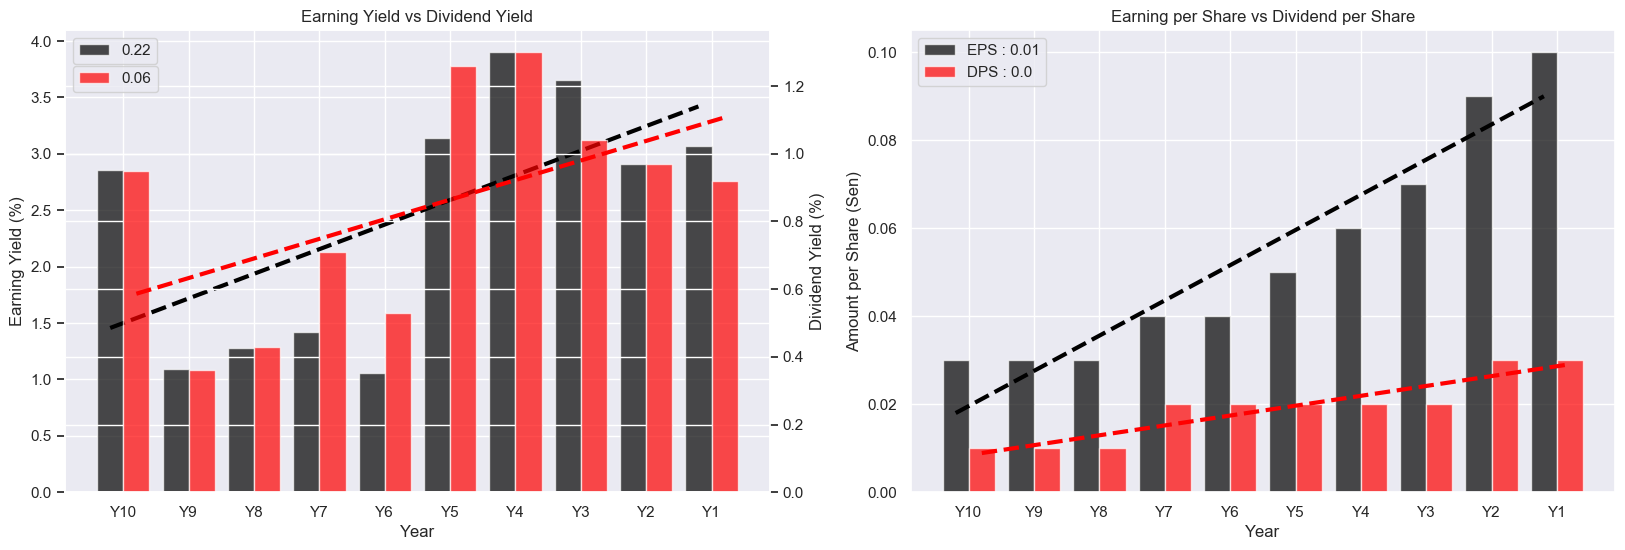 Earning Yield vs Dividend Yield
0.22
0.06
Earning Yield (%)
4.0
3.5
3.0
2.5
2.0
1.5
1.0
0.5
0.0
Dividend Yield (%)
1.2
1.0
0.8
0.6
0.4
0.2
0.0
Y10 Y9 Y8 Y7 Y6 Y5 Y4 Y3 Y2 Y1
Year
Earning per Share vs Dividend per Share
EPS : 0.01
DPS : 0.0
Amount per Share (Sen)
0.10
0.08
0.06
0.04
0.02
0.00
Y10 Y9 Y8 Y7 Y6 Y5 Y4 Y3 Y2 Y1
Year